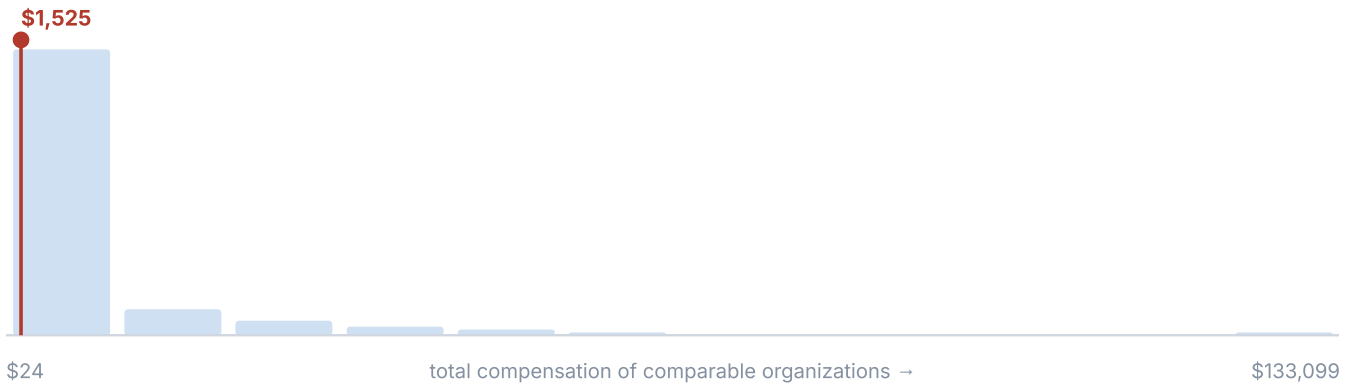 $1,525
$24 total compensation of comparable organizations → $133,099